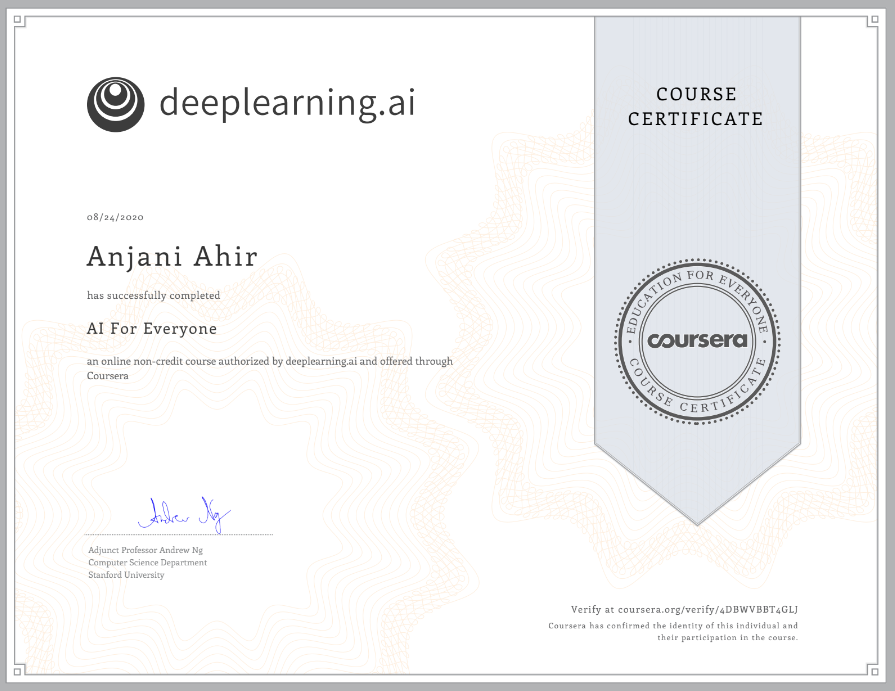 deeplearning.ai
COURSE
CERTIFICATE
08/24/2020
Anjani Ahir
has successfully completed
AI For Everyone
an online non-credit course authorized by deeplearning.ai and offered through
Coursera
EDUCATION FOR EVERYONE
coursera
COURSE CERTIFICATE
Andrew Ng
Adjunct Professor Andrew Ng
Computer Science Department
Stanford University
Verify at coursera.org/verify/4DBWVBBT4GLJ
Coursera has confirmed the identity of this individual and
their participation in the course.